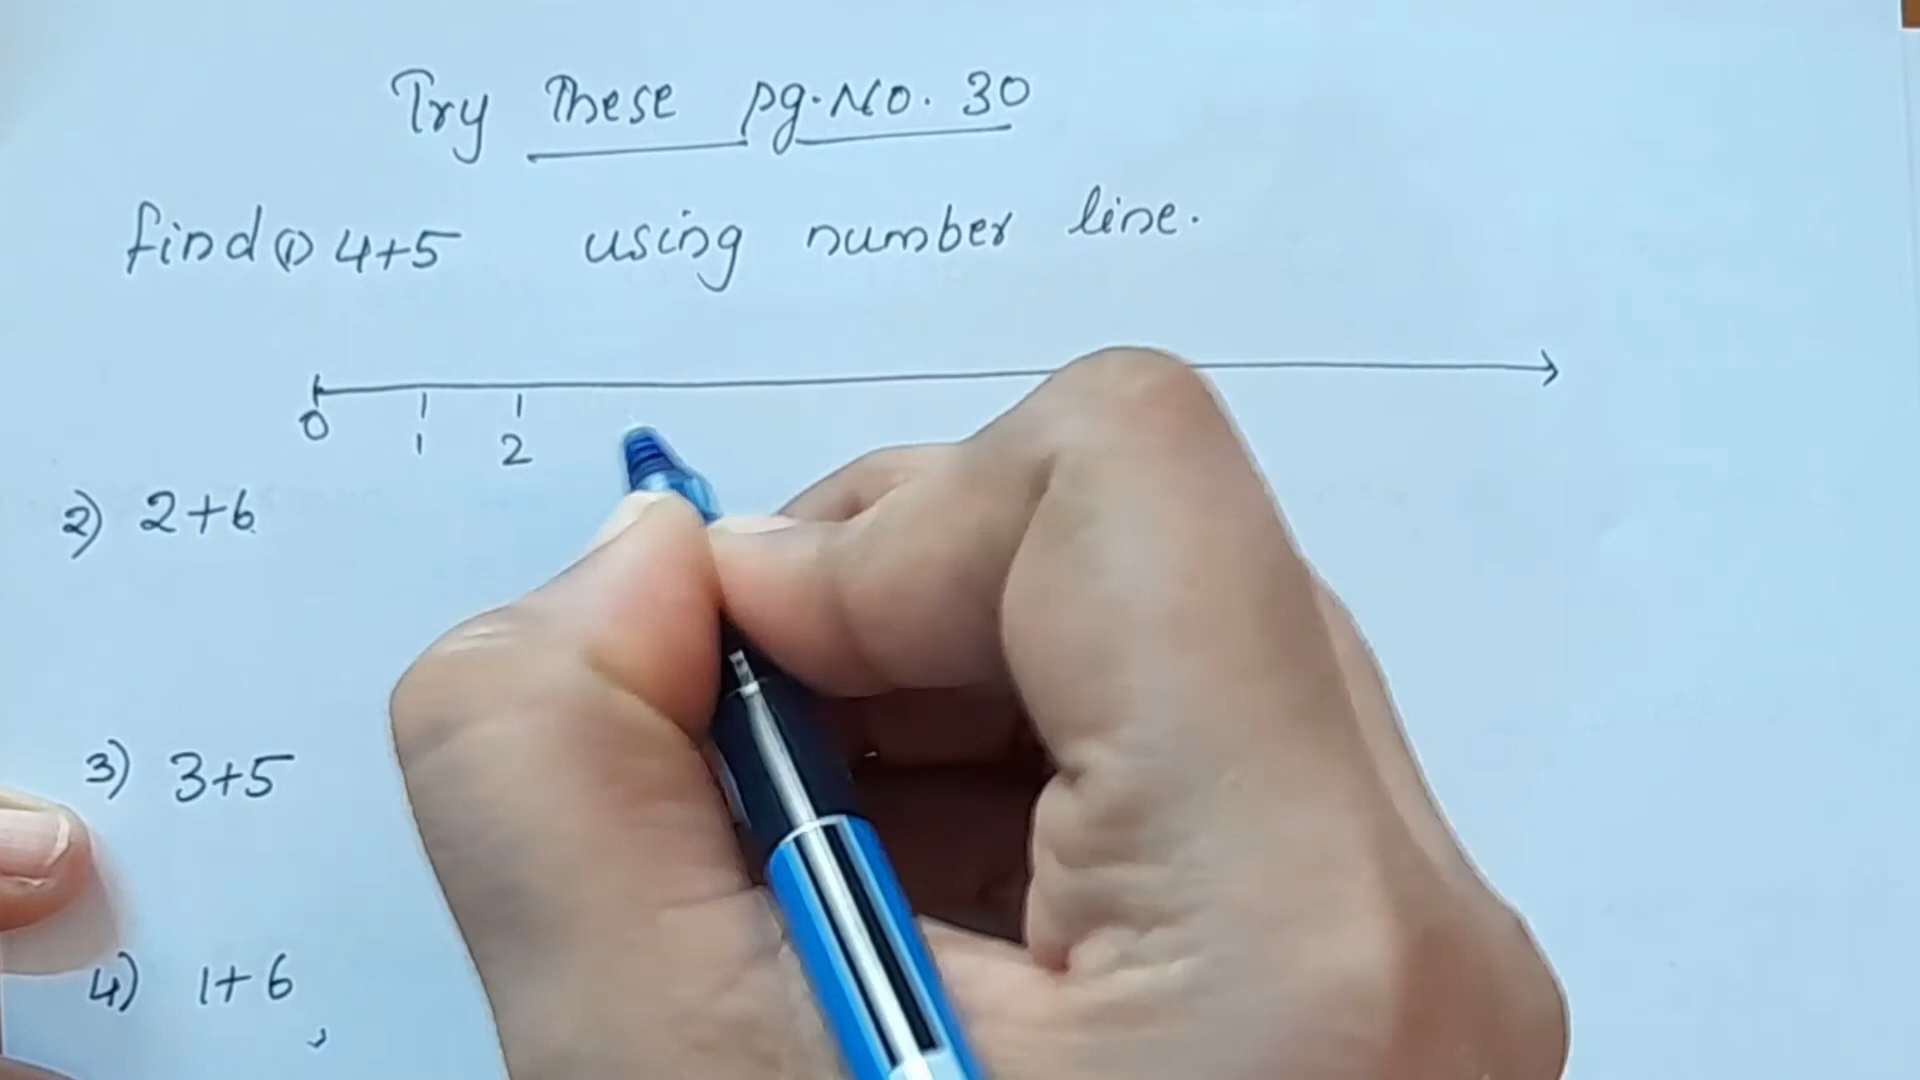 Try These pg.No. 30
find 1) 4+5 using number line.
0 1 2
2) 2+6
3) 3+5
4) 1+6